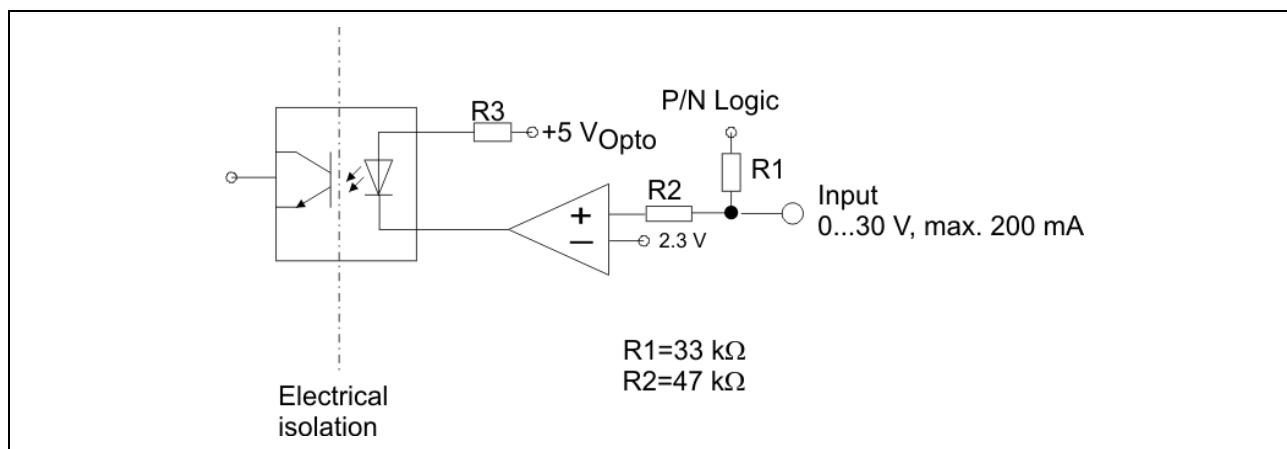 P/N Logic
R3
+5 VOpto
R1
R2
Input
0...30 V, max. 200 mA
+
−
2.3 V
R1=33 kΩ
R2=47 kΩ
Electrical
isolation